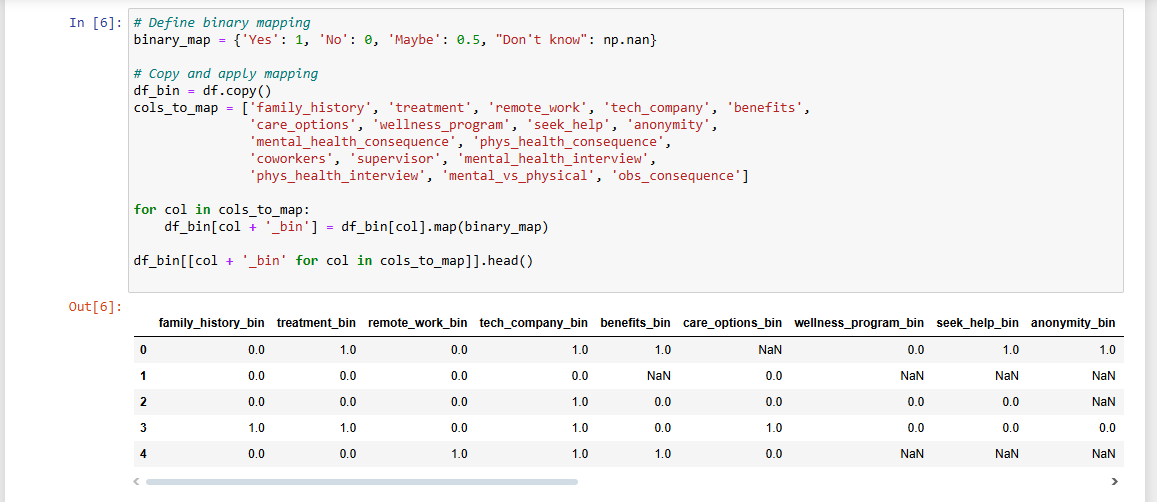 In [6]:
# Define binary mapping
binary_map = {'Yes': 1, 'No': 0, 'Maybe': 0.5, "Don't know": np.nan}
# Copy and apply mapping
df_bin = df.copy()
cols_to_map = ['family_history', 'treatment', 'remote_work', 'tech_company', 'benefits',
'care_options', 'wellness_program', 'seek_help', 'anonymity',
'mental_health_consequence', 'phys_health_consequence',
'coworkers', 'supervisor', 'mental_health_interview',
'phys_health_interview', 'mental_vs_physical', 'obs_consequence']
for col in cols_to_map:
    df_bin[col + '_bin'] = df_bin[col].map(binary_map)
df_bin[[col + '_bin' for col in cols_to_map]].head()
Out[6]:
family_history_bin treatment_bin remote_work_bin tech_company_bin benefits_bin care_options_bin wellness_program_bin seek_help_bin anonymity_bin
0 0.0 1.0 0.0 1.0 1.0 NaN 0.0 1.0 1.0
1 0.0 0.0 0.0 0.0 NaN 0.0 NaN NaN NaN
2 0.0 0.0 0.0 1.0 0.0 0.0 0.0 0.0 NaN
3 1.0 1.0 0.0 1.0 0.0 1.0 0.0 0.0 0.0
4 0.0 0.0 1.0 1.0 1.0 0.0 NaN NaN NaN